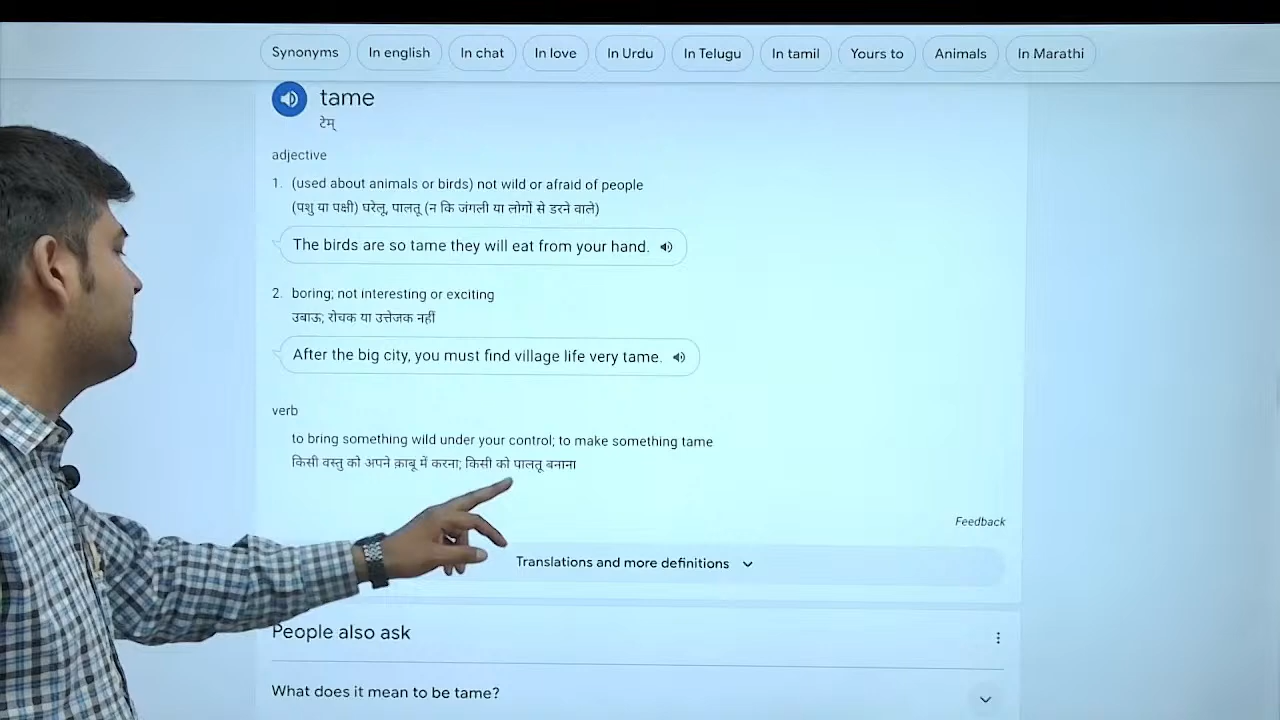 Synonyms In english In chat In love In Urdu In Telugu In tamil Yours to Animals In Marathi
tame
टेम्
adjective
1. (used about animals or birds) not wild or afraid of people
(पशु या पक्षी) घरेलू, पालतू (न कि जंगली या लोगों से डरने वाले)
The birds are so tame they will eat from your hand.
2. boring; not interesting or exciting
उबाऊ; रोचक या उत्तेजक नहीं
After the big city, you must find village life very tame.
verb
to bring something wild under your control; to make something tame
किसी वस्तु को अपने क़ाबू में करना; किसी को पालतू बनाना
Feedback
Translations and more definitions
People also ask
What does it mean to be tame?